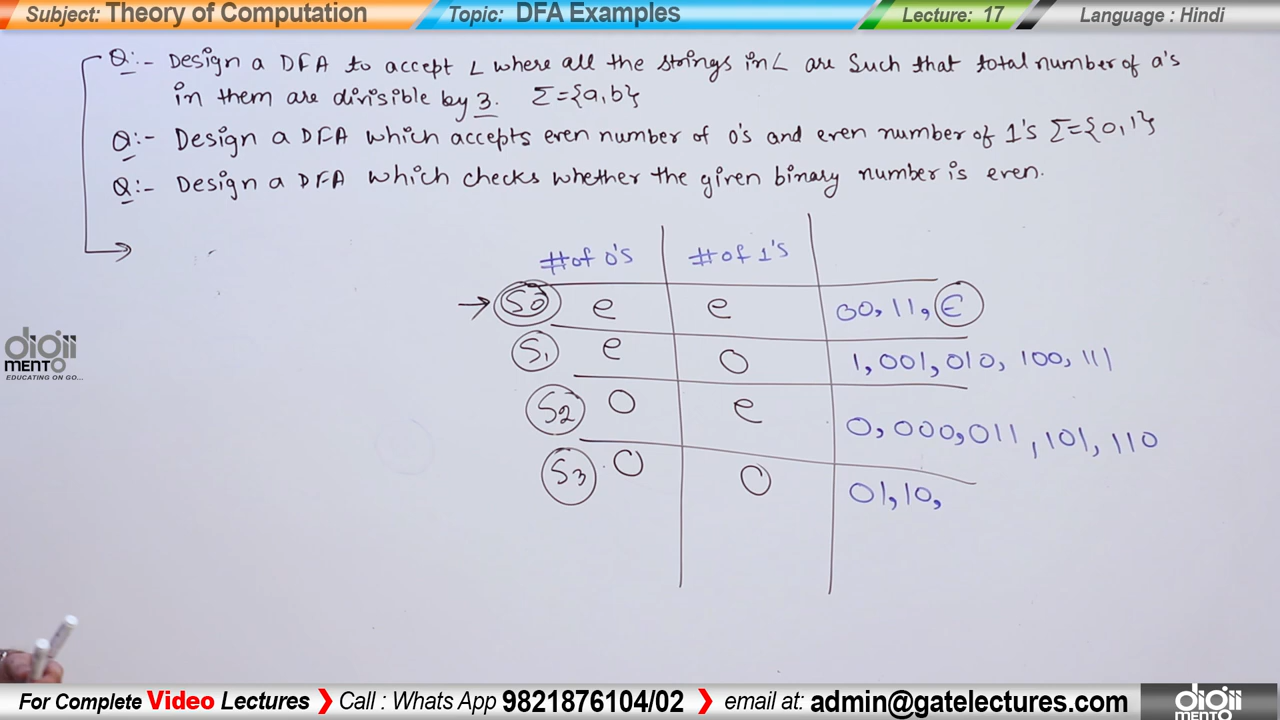 Subject: Theory of Computation Topic: DFA Examples Lecture: 17 Language : Hindi
Q:- Design a DFA to accept L where all the strings in L are such that total number of a's
in them are divisible by 3. Σ={a,b}
Q:- Design a DFA which accepts even number of 0's and even number of 1's Σ={0,1}
Q:- Design a DFA which checks whether the given binary number is even.
#of 0's #of 1's
S0 e e 00, 11, ϵ
S1 e O 1, 001, 010, 100, 111
S2 O e 0, 000, 011, 101, 110
S3 O O 01, 10,
digii
MENTO
EDUCATING ON GO...
For Complete Video Lectures ❯ Call : Whats App 9821876104/02 ❯ email at: admin@gatelectures.com
digii
MENTO